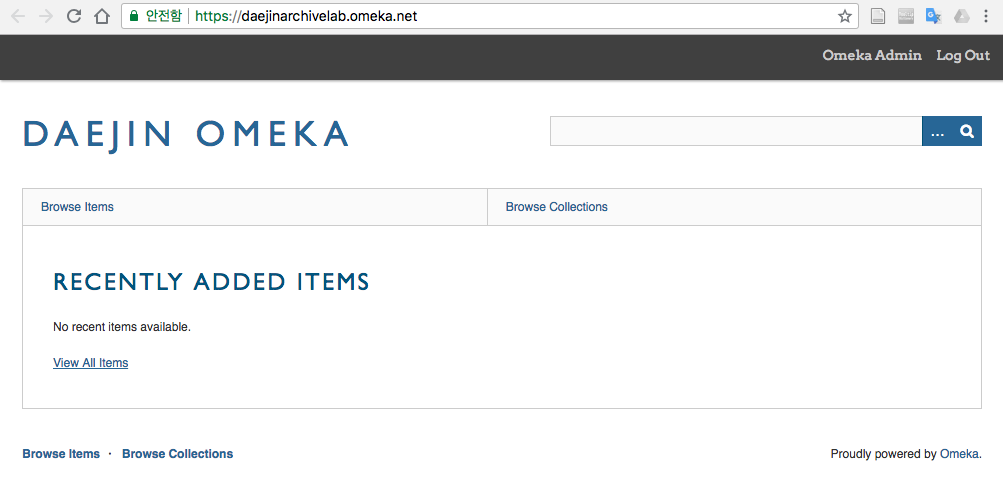 안전함 https://daejinarchivelab.omeka.net
Omeka Admin Log Out
DAEJIN OMEKA
...
Browse Items Browse Collections
RECENTLY ADDED ITEMS
No recent items available.
View All Items
Browse Items · Browse Collections Proudly powered by Omeka.